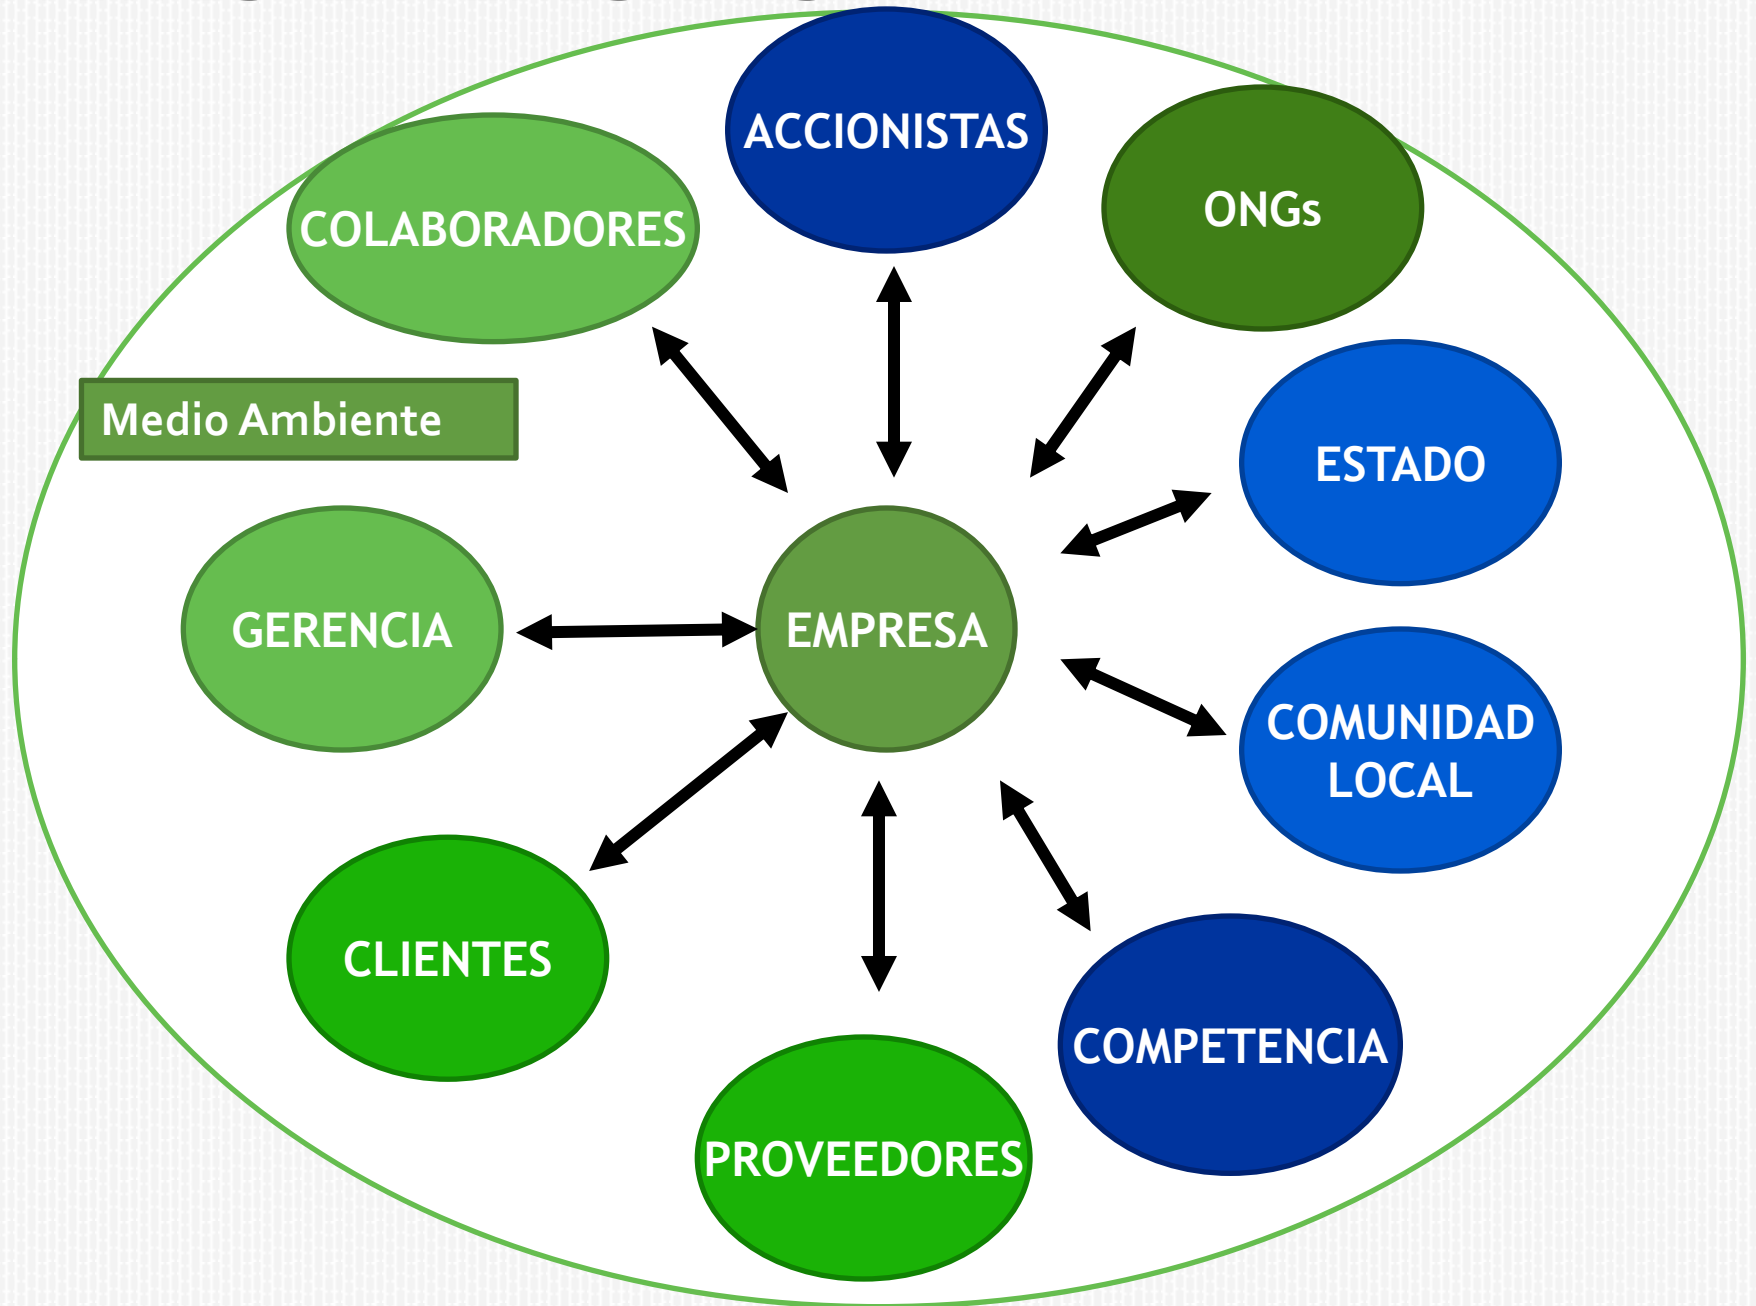 ACCIONISTAS
ONGs
COLABORADORES
Medio Ambiente
ESTADO
GERENCIA
EMPRESA
COMUNIDAD
LOCAL
CLIENTES
COMPETENCIA
PROVEEDORES